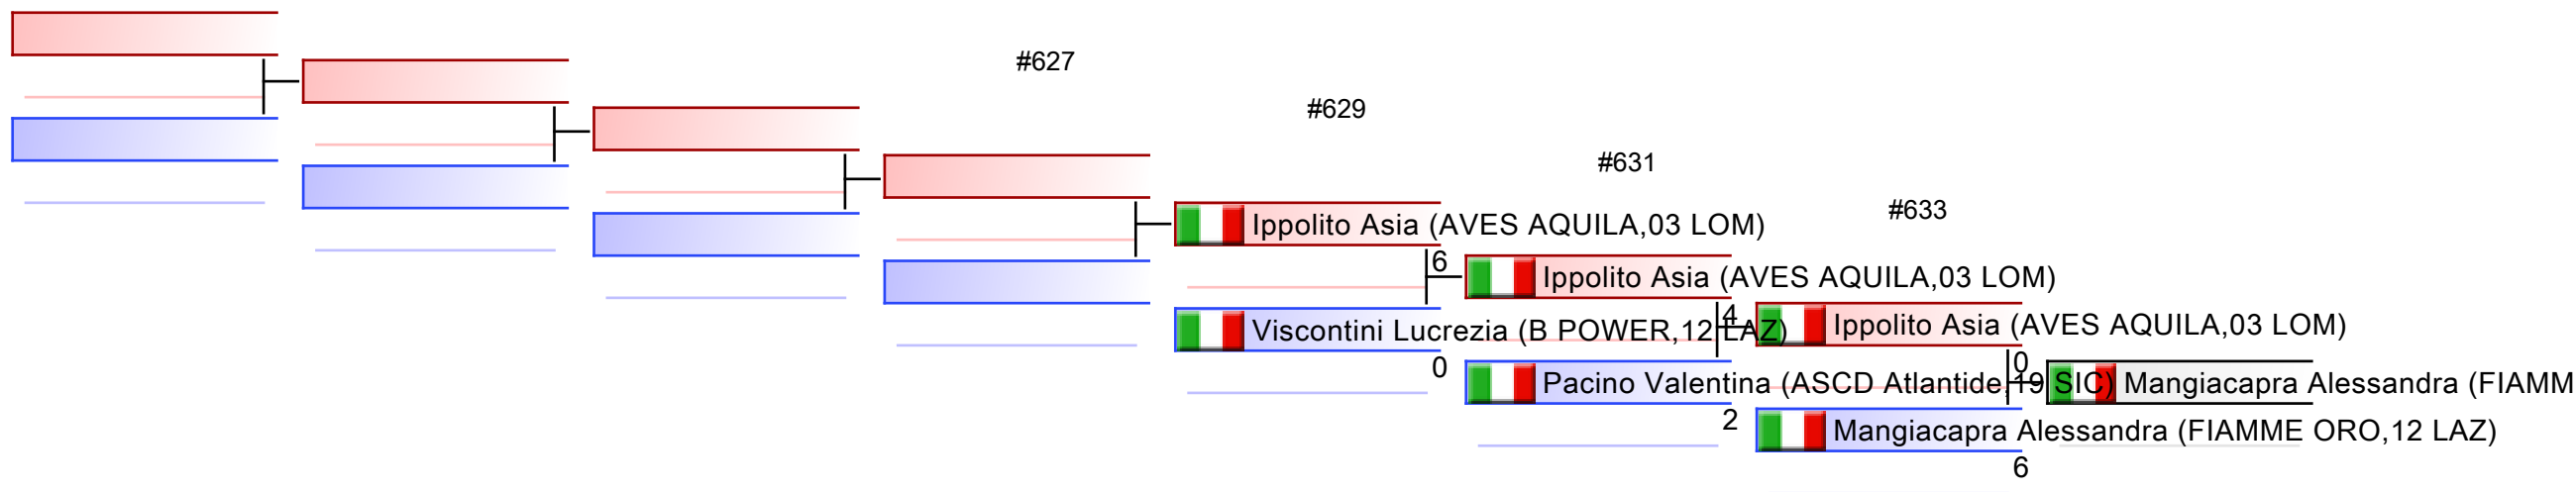 #627
#629
#631
#633
Ippolito Asia (AVES AQUILA,03 LOM)
6
Ippolito Asia (AVES AQUILA,03 LOM)
Viscontini Lucrezia (B POWER,12 LAZ)
4
Ippolito Asia (AVES AQUILA,03 LOM)
0
Pacino Valentina (ASCD Atlantide,19 SIC)
0
Mangiacapra Alessandra (FIAMM
2
Mangiacapra Alessandra (FIAMME ORO,12 LAZ)
6